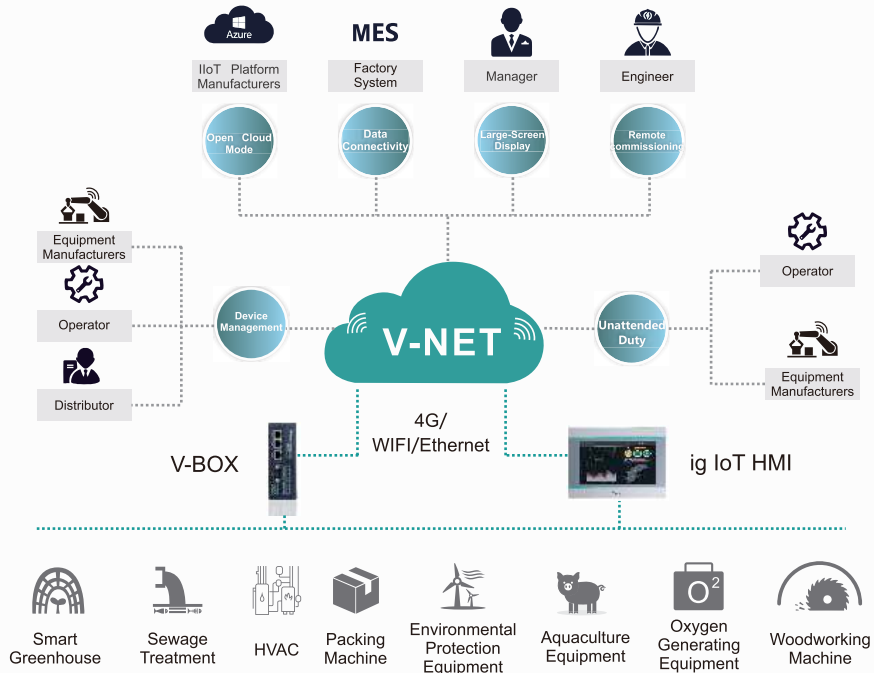 Azure
MES
IIoT Platform
Manufacturers
Factory
System
Manager
Engineer
Open Cloud
Mode
Data
Connectivity
Large-Screen
Display
Remote
commissioning
Equipment
Manufacturers
Operator
Distributor
Device
Management
V-NET
Unattended
Duty
Operator
Equipment
Manufacturers
4G/
WIFI/Ethernet
V-BOX
ig IoT HMI
Smart
Greenhouse
Sewage
Treatment
HVAC
Packing
Machine
Environmental
Protection
Equipment
Aquaculture
Equipment
O2
Oxygen
Generating
Equipment
Woodworking
Machine